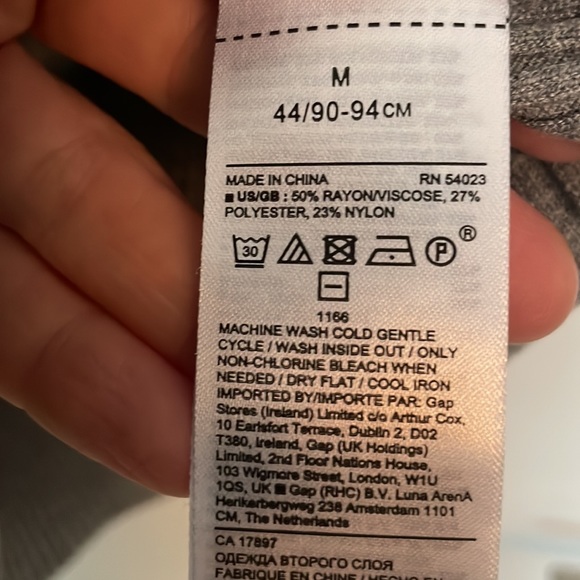 M
44/90-94CM
MADE IN CHINA RN 54023
■ US/GB : 50% RAYON/VISCOSE, 27%
POLYESTER, 23% NYLON
30 P ®
1166
MACHINE WASH COLD GENTLE
CYCLE / WASH INSIDE OUT / ONLY
NON-CHLORINE BLEACH WHEN
NEEDED / DRY FLAT / COOL IRON
IMPORTED BY/IMPORTE PAR: Gap
Stores (Ireland) Limited c/o Arthur Cox,
10 Earlsfort Terrace, Dublin 2, D02
T380, Ireland, Gap (UK Holdings)
Limited, 2nd Floor Nations House,
103 Wigmore Street, London, W1U
1QS, UK ■ Gap (RHC) B.V. Luna ArenA
Herikerbergweg 238 Amsterdam 1101
CM, The Netherlands
CA 17897
ОДЕЖДА ВТОРОГО СЛОЯ
FABRIQUE EN CHINE / HECHO EN